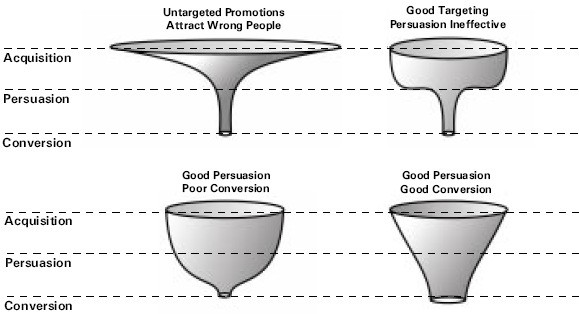 Untargeted Promotions
Attract Wrong People
Good Targeting
Persuasion Ineffective
Acquisition
Persuasion
Conversion
Good Persuasion
Poor Conversion
Good Persuasion
Good Conversion
Acquisition
Persuasion
Conversion